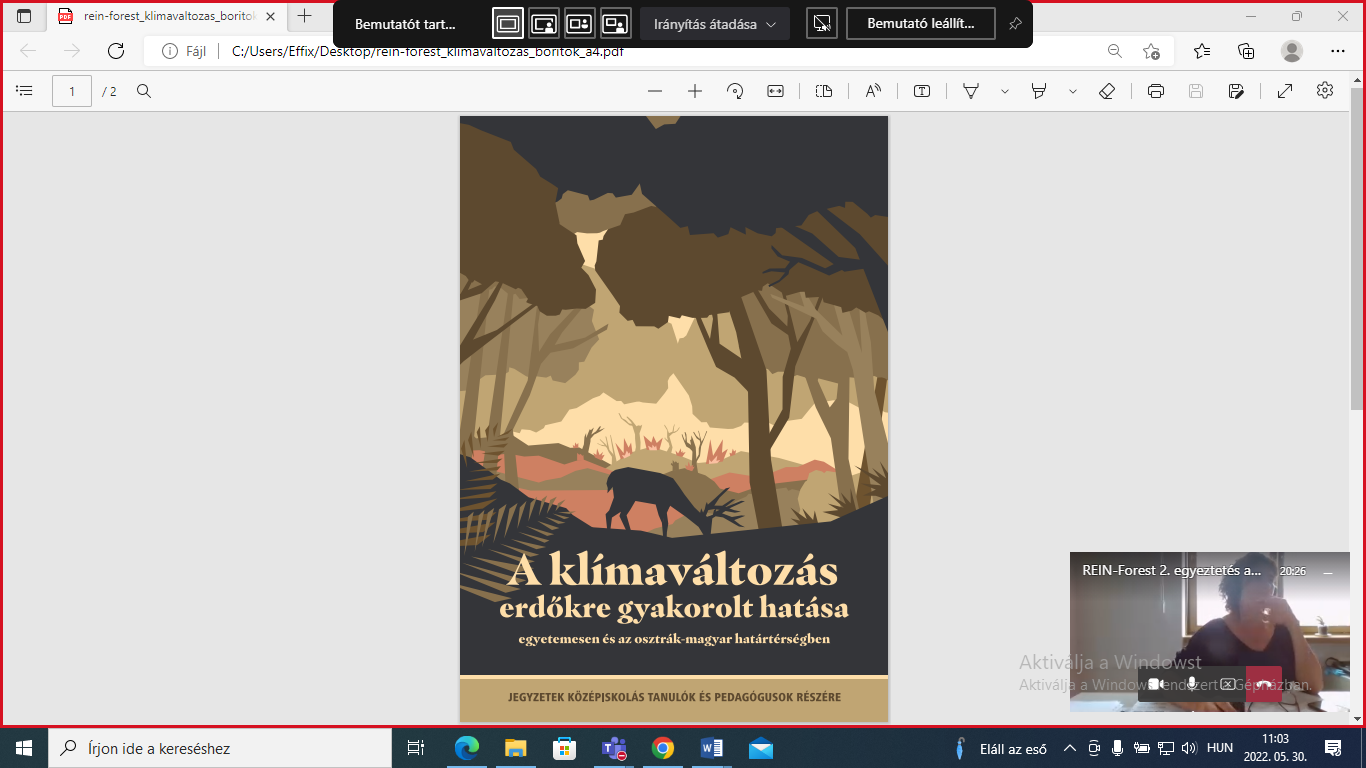 rein-forest_klimavaltozas_boritok
Bemutatót tart...
Irányítás átadása
Bemutató leállít...
Fájl
C:/Users/Effix/Desktop/rein-forest_klimavaltozas_boritok_a4.pdf
PDF
1
/ 2
A klímaváltozás
erdőkre gyakorolt hatása
egyetemesen és az osztrák-magyar határtérségben
JEGYZETEK KÖZÉPISKOLÁS TANULÓK ÉS PEDAGÓGUSOK RÉSZÉRE
REIN-Forest 2. egyeztetés a...
20:26
Aktiválja a Windowst
Aktiválja a Windows rendszert a Gépházban.
Írjon ide a kereséshez
Eláll az eső
HUN
11:03
2022. 05. 30.